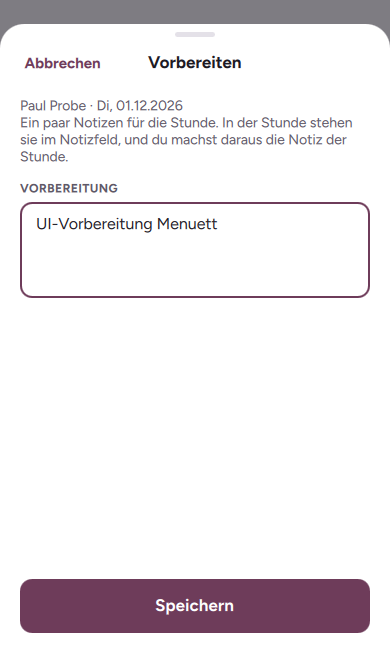 Abbrechen
Vorbereiten
Paul Probe · Di, 01.12.2026
Ein paar Notizen für die Stunde. In der Stunde stehen
sie im Notizfeld, und du machst daraus die Notiz der
Stunde.
VORBEREITUNG
UI-Vorbereitung Menuett
Speichern